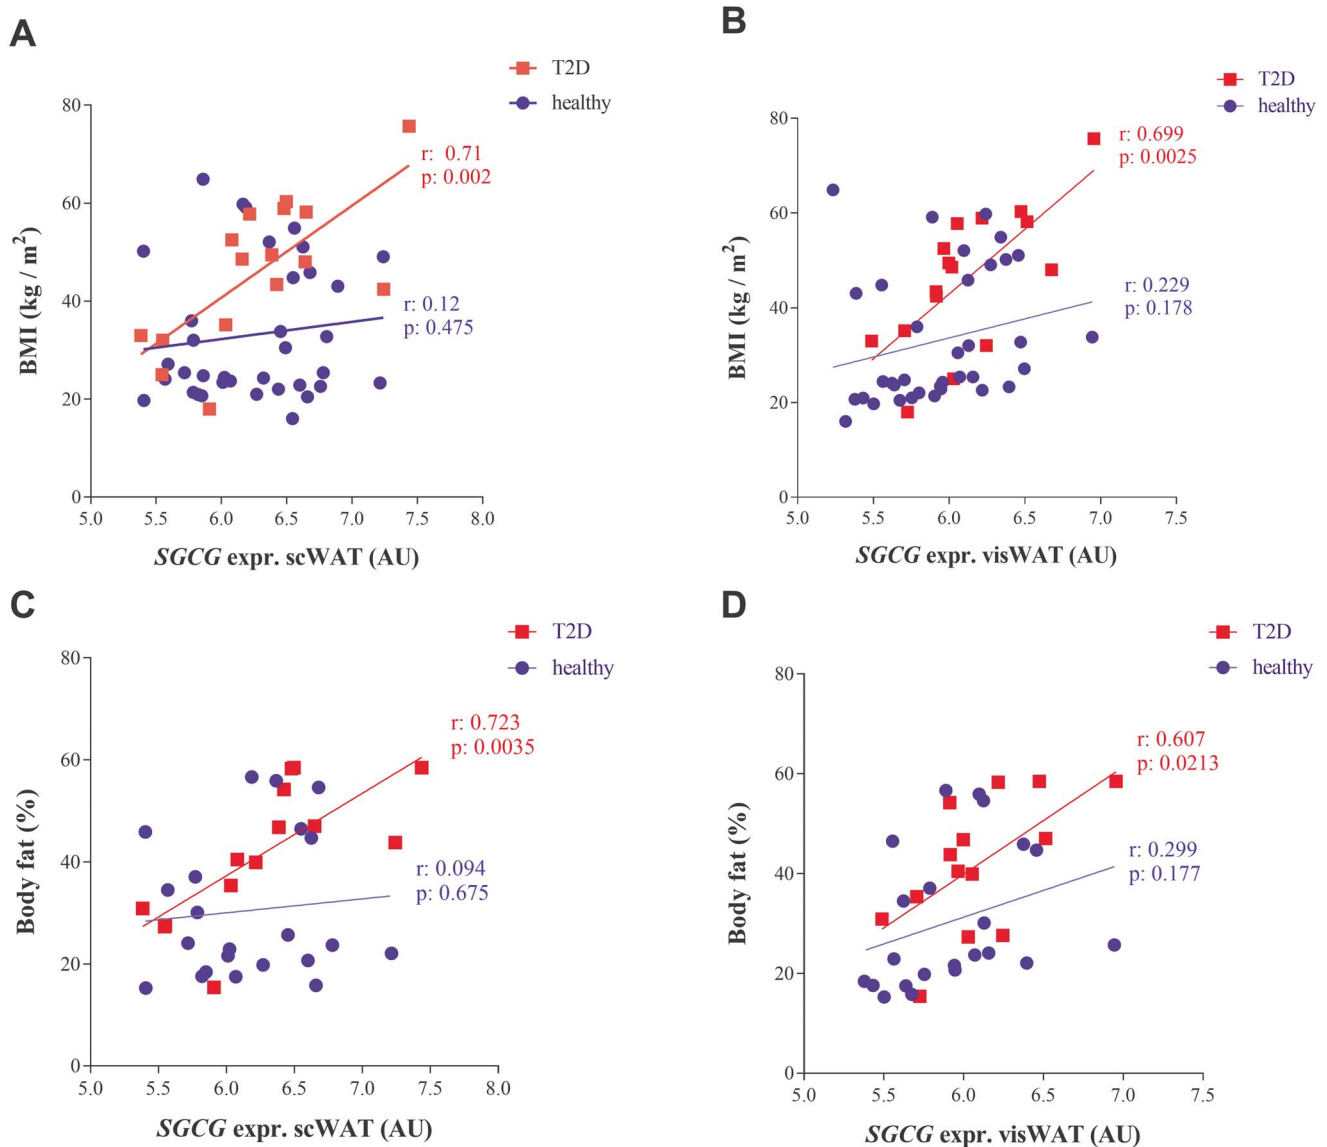 A
T2D
healthy
80
60
40
20
0
BMI (kg / m²)
r: 0.71
p: 0.002
r: 0.12
p: 0.475
5.0 5.5 6.0 6.5 7.0 7.5 8.0
SGCG expr. scWAT (AU)
B
T2D
healthy
80
60
40
20
0
BMI (kg / m²)
r: 0.699
p: 0.0025
r: 0.229
p: 0.178
5.0 5.5 6.0 6.5 7.0 7.5
SGCG expr. visWAT (AU)
C
T2D
healthy
80
60
40
20
0
Body fat (%)
r: 0.723
p: 0.0035
r: 0.094
p: 0.675
5.0 5.5 6.0 6.5 7.0 7.5 8.0
SGCG expr. scWAT (AU)
D
T2D
healthy
80
60
40
20
0
Body fat (%)
r: 0.607
p: 0.0213
r: 0.299
p: 0.177
5.0 5.5 6.0 6.5 7.0 7.5
SGCG expr. visWAT (AU)